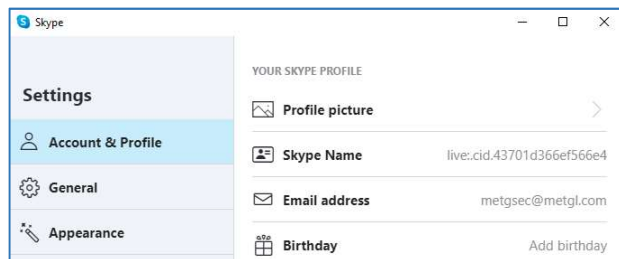 Skype
Settings
Account & Profile
General
Appearance
YOUR SKYPE PROFILE
Profile picture
Skype Name live:.cid.43701d366ef566e4
Email address metgsec@metgl.com
Birthday Add birthday